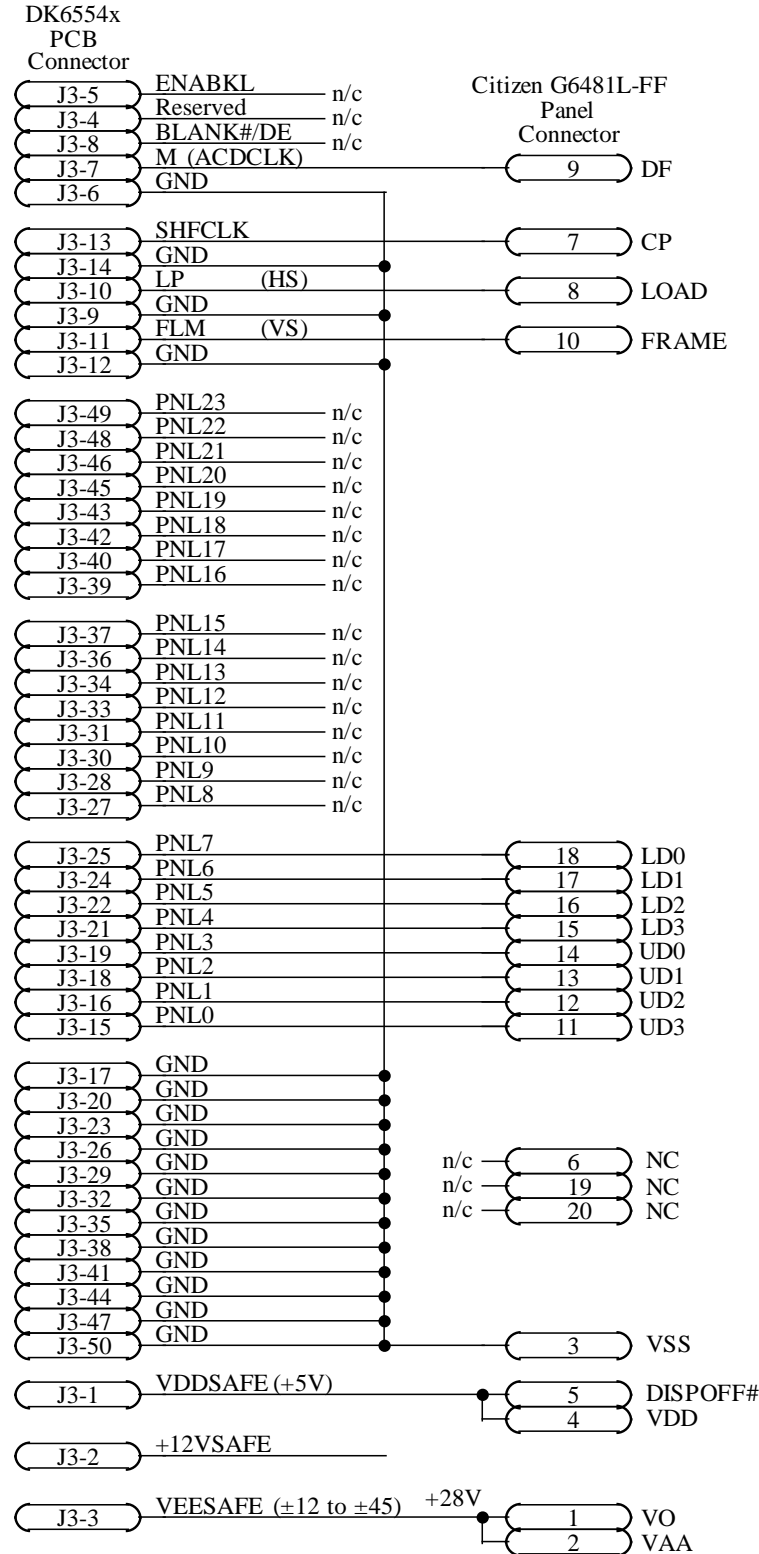 DK6554x
PCB
Connector
Citizen G6481L-FF
Panel
Connector
J3-5 ENABKL n/c
J3-4 Reserved n/c
J3-8 BLANK#/DE n/c
J3-7 M (ACDCLK) 9 DF
J3-6 GND
J3-13 SHFCLK 7 CP
J3-14 GND
J3-10 LP (HS) 8 LOAD
J3-9 GND
J3-11 FLM (VS) 10 FRAME
J3-12 GND
J3-49 PNL23 n/c
J3-48 PNL22 n/c
J3-46 PNL21 n/c
J3-45 PNL20 n/c
J3-43 PNL19 n/c
J3-42 PNL18 n/c
J3-40 PNL17 n/c
J3-39 PNL16 n/c
J3-37 PNL15 n/c
J3-36 PNL14 n/c
J3-34 PNL13 n/c
J3-33 PNL12 n/c
J3-31 PNL11 n/c
J3-30 PNL10 n/c
J3-28 PNL9 n/c
J3-27 PNL8 n/c
J3-25 PNL7 18 LD0
J3-24 PNL6 17 LD1
J3-22 PNL5 16 LD2
J3-21 PNL4 15 LD3
J3-19 PNL3 14 UD0
J3-18 PNL2 13 UD1
J3-16 PNL1 12 UD2
J3-15 PNL0 11 UD3
J3-17 GND
J3-20 GND
J3-23 GND
J3-26 GND
J3-29 GND n/c 6 NC
J3-32 GND n/c 19 NC
J3-35 GND n/c 20 NC
J3-38 GND
J3-41 GND
J3-44 GND
J3-47 GND
J3-50 GND 3 VSS
J3-1 VDDSAFE (+5V) 5 DISPOFF#
4 VDD
J3-2 +12VSAFE
J3-3 VEESAFE (±12 to ±45) +28V 1 VO
2 VAA